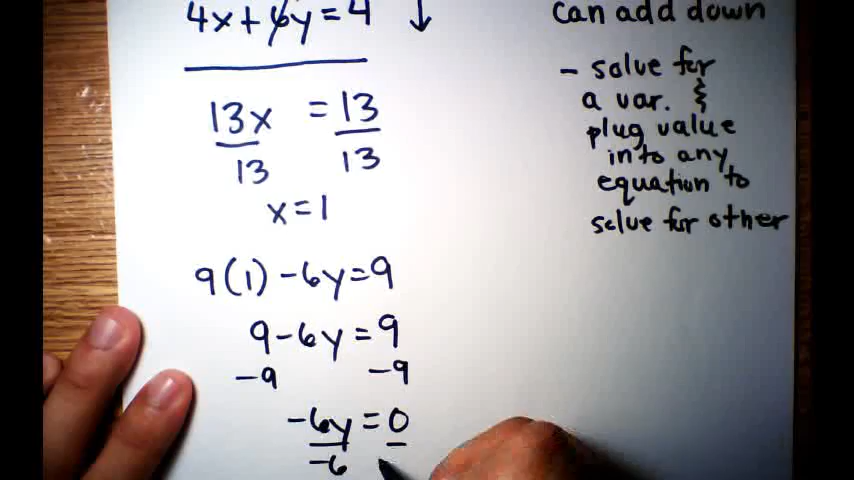 4x + 6y = 4 ↓
13x = 13
13 13
x = 1
9(1) - 6y = 9
9 - 6y = 9
-9 -9
-6y = 0
-6
can add down
- solve for
a var. &
plug value
into any
equation to
solve for other